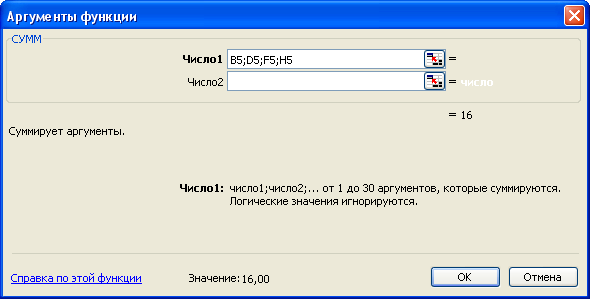 Аргументы функции
СУММ
Число1 B5;D5;F5;H5 =
Число2 = число
= 16
Суммирует аргументы.
Число1: число1;число2;... от 1 до 30 аргументов, которые суммируются.
Логические значения игнорируются.
Справка по этой функции Значение:16,00 ОК Отмена